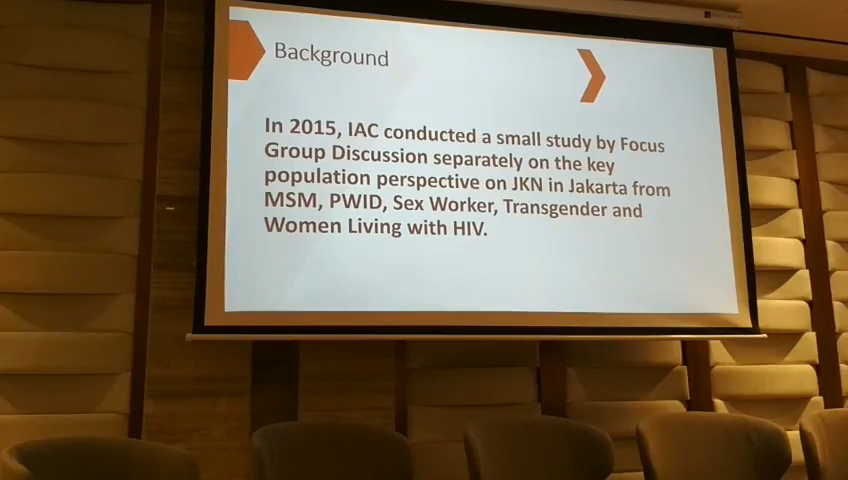 Background
In 2015, IAC conducted a small study by Focus
Group Discussion separately on the key
population perspective on JKN in Jakarta from
MSM, PWID, Sex Worker, Transgender and
Women Living with HIV.